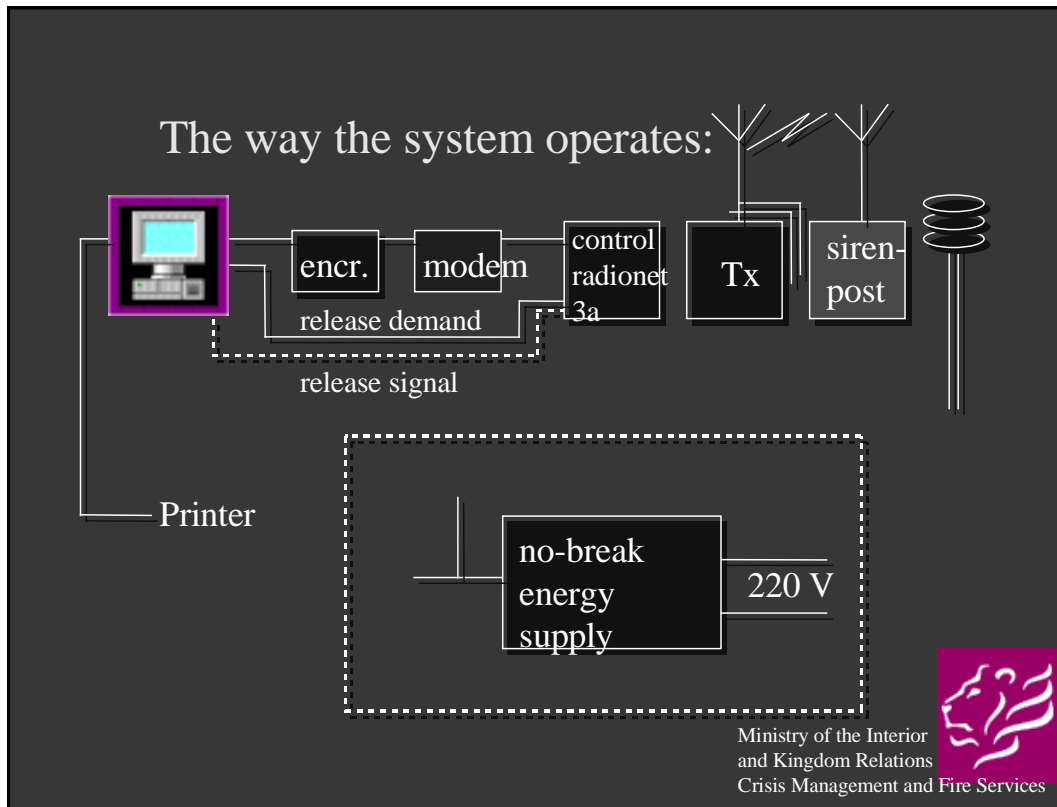 The way the system operates:
encr.
modem
control
radionet
3a
Tx
siren-
post
release demand
release signal
Printer
no-break
energy
supply
220 V
Ministry of the Interior
and Kingdom Relations
Crisis Management and Fire Services